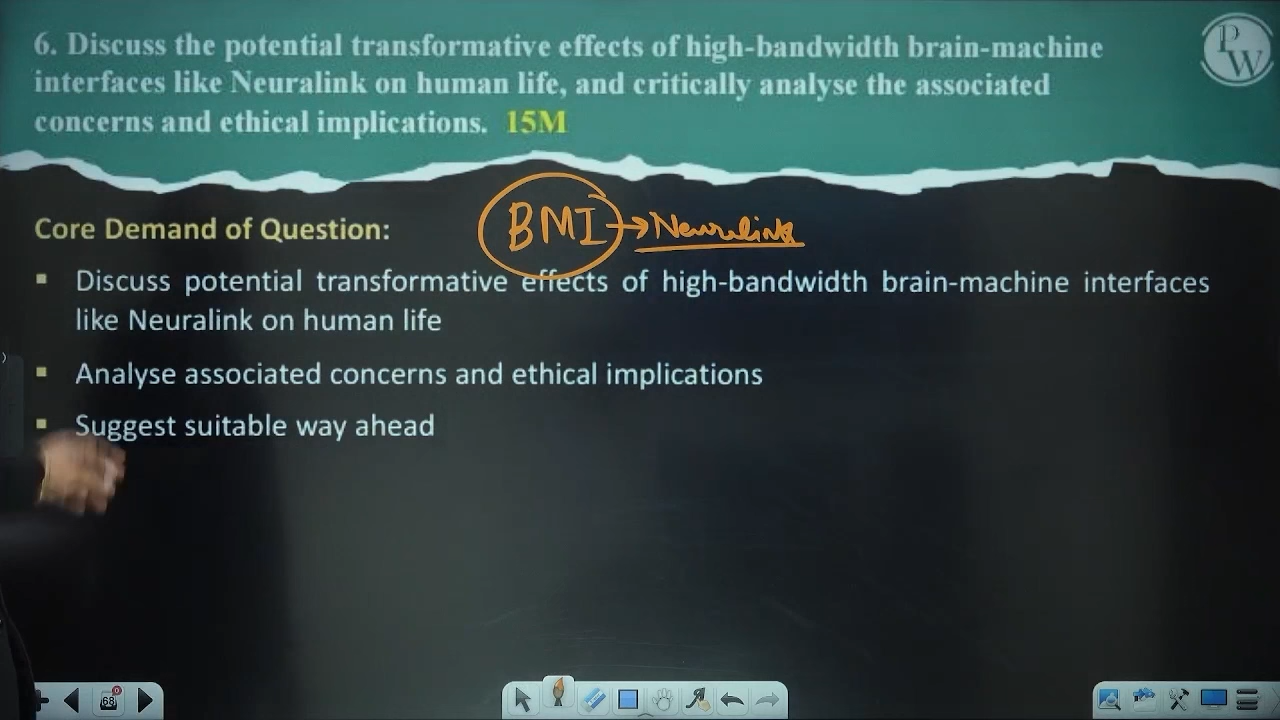 6. Discuss the potential transformative effects of high-bandwidth brain-machine
interfaces like Neuralink on human life, and critically analyse the associated
concerns and ethical implications. 15M
PW
BMI → Neuralink
Core Demand of Question:
▪ Discuss potential transformative effects of high-bandwidth brain-machine interfaces
like Neuralink on human life
▪ Analyse associated concerns and ethical implications
▪ Suggest suitable way ahead
68
0